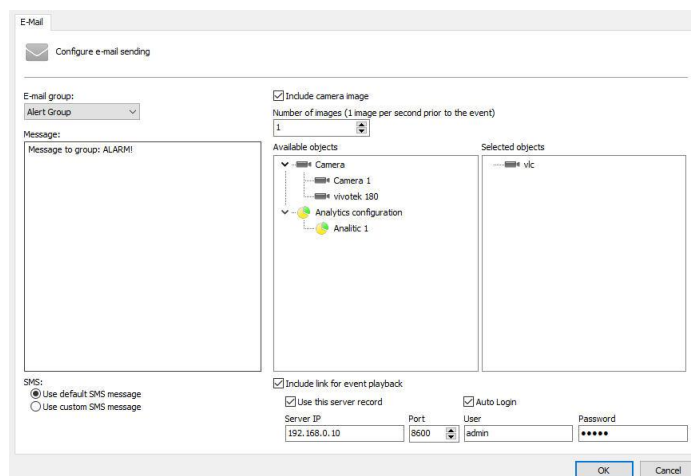 E-Mail
Configure e-mail sending
E-mail group:
Alert Group
Message:
Message to group: ALARM!
SMS:
Use default SMS message
Use custom SMS message
Include camera image
Number of images (1 image per second prior to the event)
1
Available objects
Camera
Camera 1
vivotek 180
Analytics configuration
Analitic 1
Selected objects
vlc
Include link for event playback
Use this server record
Auto Login
Server IP Port User Password
192.168.0.10 8600 admin •••••
OK Cancel